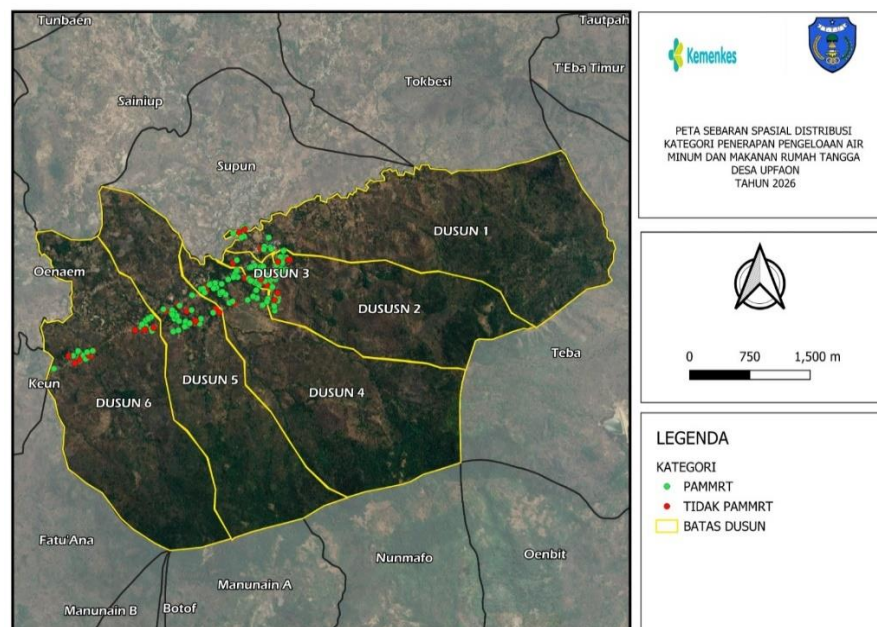 Tunbaen
Tautpah
T'Eba Timur
Tokbesi
Sainiup
Supun
DUSUN 1
Oenaem
DUSUN 3
DUSUSN 2
Teba
Keun
DUSUN 5
DUSUN 4
DUSUN 6
Fatu'Ana
Nunmafo
Oenbit
Manunain A
Manunain B
Botof
Kemenkes
PETA SEBARAN SPASIAL DISTRIBUSI
KATEGORI PENERAPAN PENGELOAAN AIR
MINUM DAN MAKANAN RUMAH TANGGA
DESA UPFAON
TAHUN 2026
0 750 1,500 m
LEGENDA
KATEGORI
PAMMRT
TIDAK PAMMRT
BATAS DUSUN